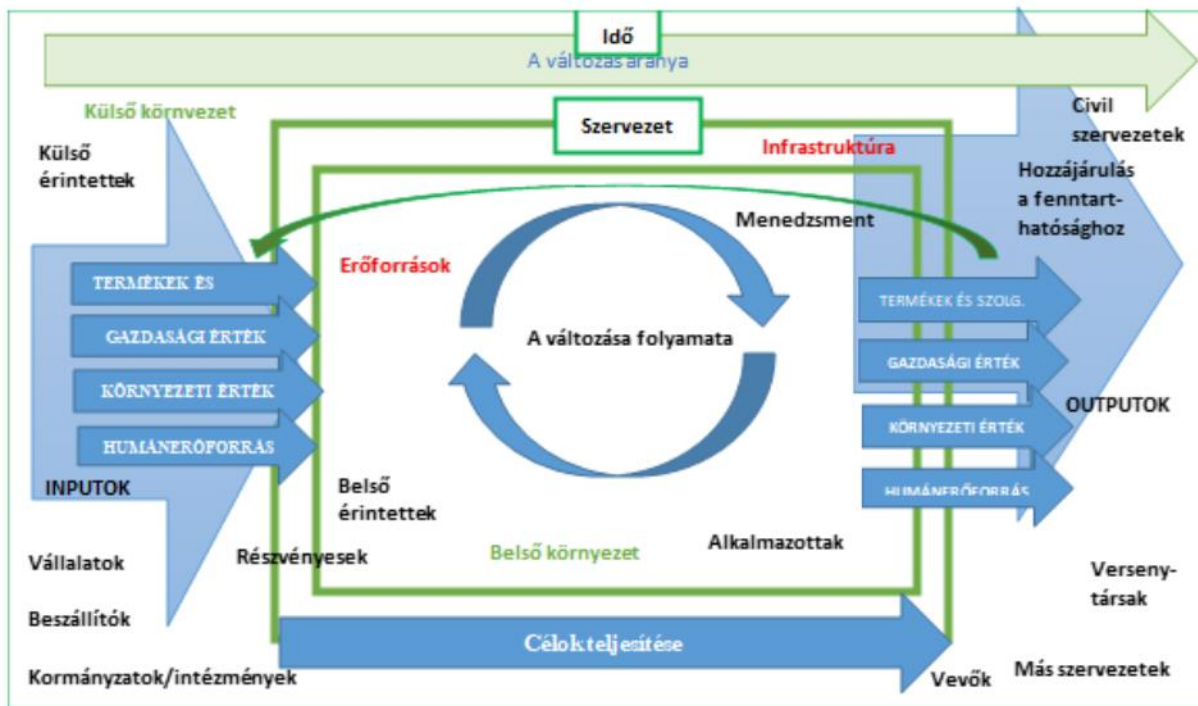 Idő
A változás aránya
Külső körnvezet
Civil
szervezetek
Szervezet
Külső
érintettek
Infrastruktúra
Hozzájárulás
a fenntart-
hatósághoz
Menedzsment
Erőforrások
TERMÉKEK ÉS
TERMÉKEK ÉS SZOLG.
GAZDASÁGI ÉRTÉK
A változása folyamata
GAZDASÁGI ÉRTÉK
KÖRNYEZETI ÉRTÉK
OUTPUTOK
KÖRNYEZETI ÉRTÉK
HUMÁNERŐFORRÁS
INPUTOK
Belső
érintettek
HUMÁNERŐFORRÁS
Alkalmazottak
Részvényesek
Belső környezet
Vállalatok
Verseny-
társak
Beszállítók
Célok teljesítése
Kormányzatok/intézmények
Vevők
Más szervezetek